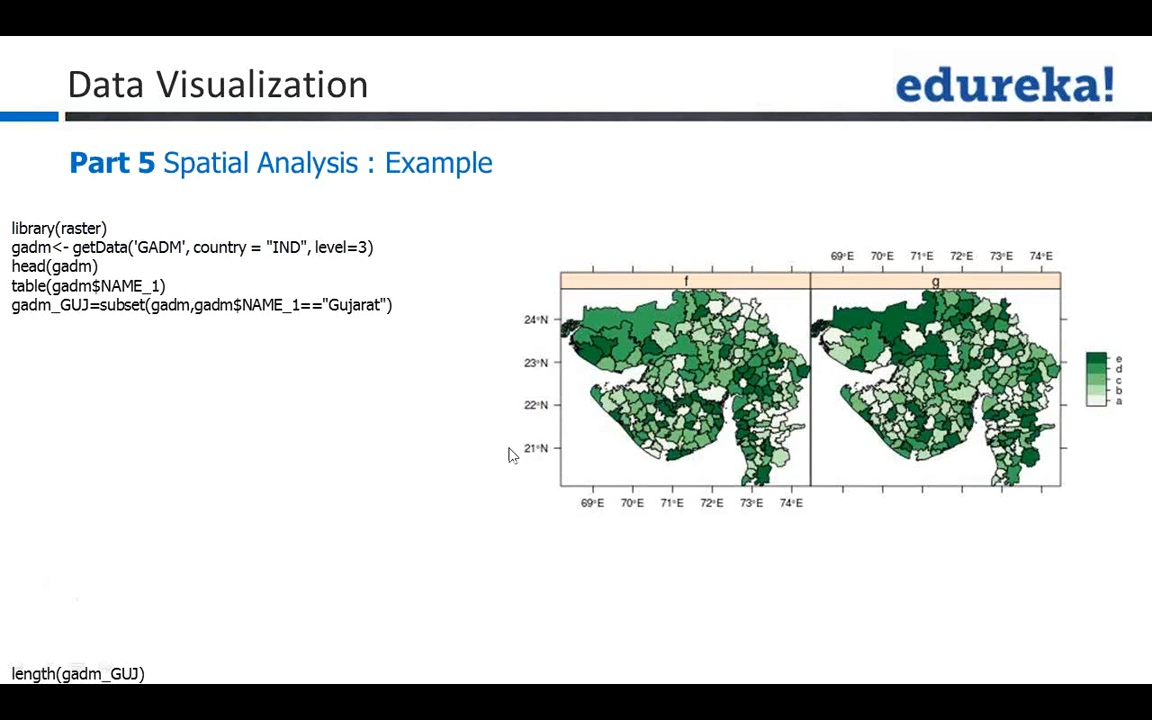 Data Visualization
edureka!
Part 5 Spatial Analysis : Example
library(raster)
gadm<- getData('GADM', country = "IND", level=3)
head(gadm)
table(gadm$NAME_1)
gadm_GUJ=subset(gadm,gadm$NAME_1=="Gujarat")
69°E 70°E 71°E 72°E 73°E 74°E
f
g
24°N
23°N
22°N
21°N
e
d
c
b
a
69°E 70°E 71°E 72°E 73°E 74°E
length(gadm_GUJ)